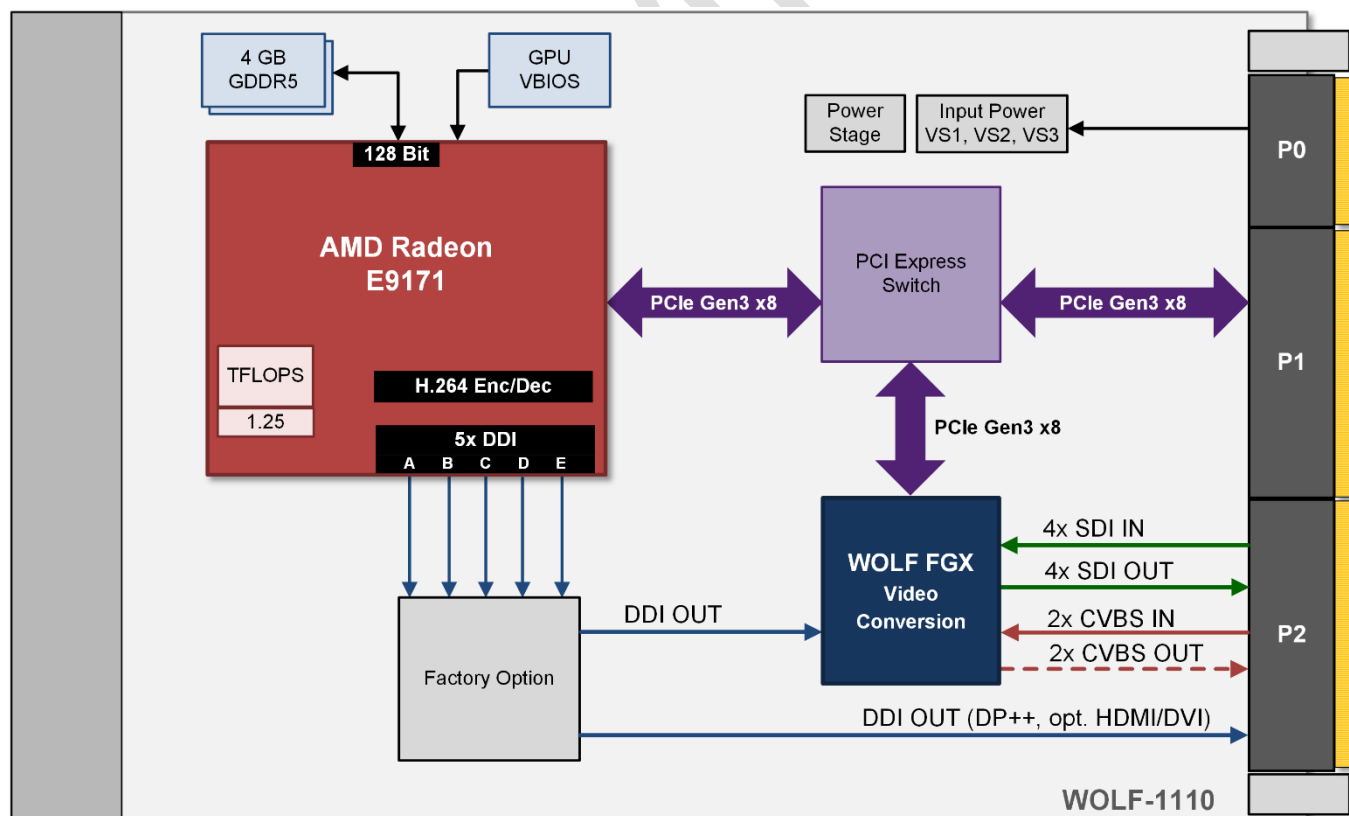 4 GB
GDDR5
GPU
VBIOS
Power
Stage
Input Power
VS1, VS2, VS3
P0
128 Bit
AMD Radeon
E9171
PCI Express
Switch
PCIe Gen3 x8
PCIe Gen3 x8
P1
TFLOPS
1.25
H.264 Enc/Dec
5x DDI
A B C D E
PCIe Gen3 x8
WOLF FGX
Video
Conversion
4x SDI IN
4x SDI OUT
2x CVBS IN
2x CVBS OUT
P2
DDI OUT
Factory Option
DDI OUT (DP++, opt. HDMI/DVI)
WOLF-1110